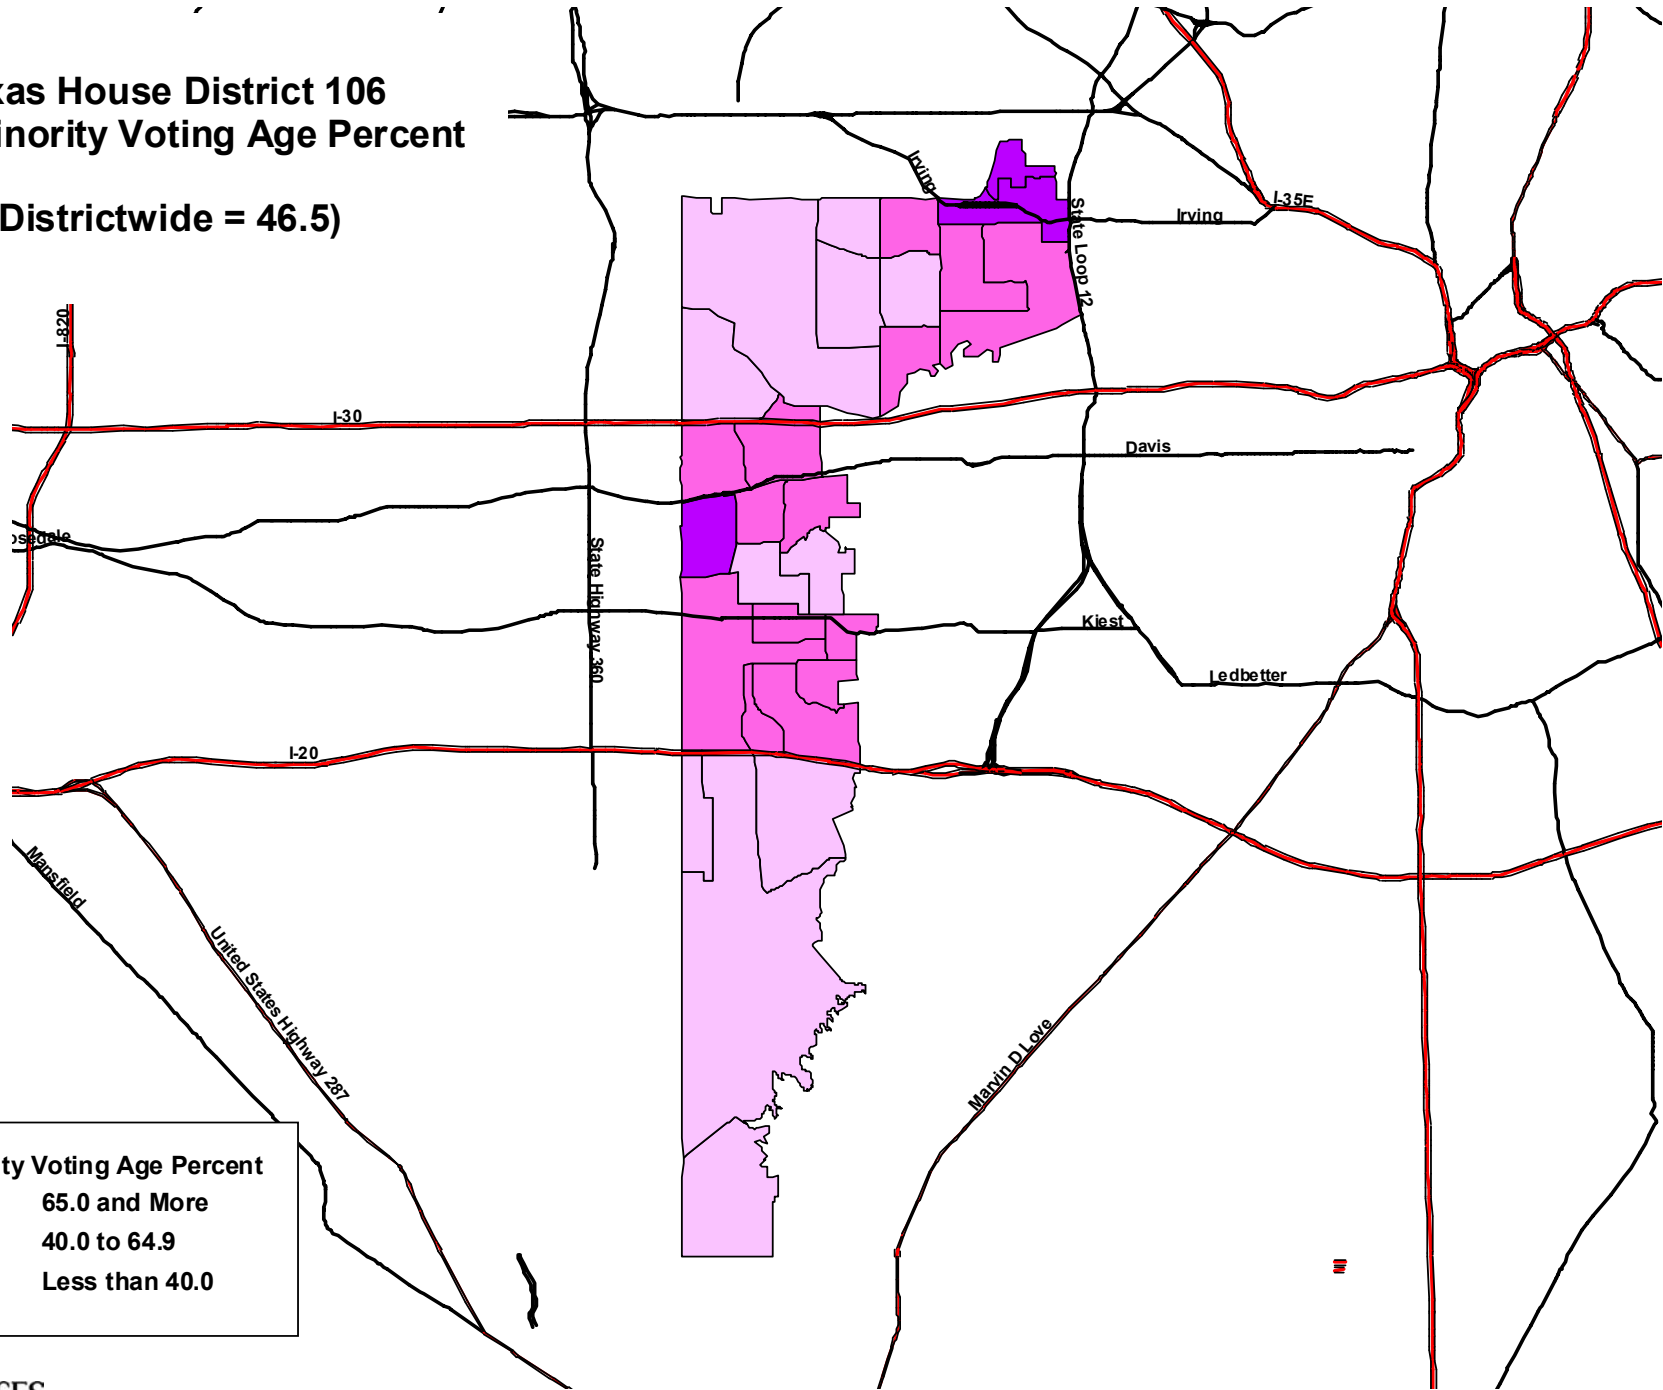 xas House District 106
inority Voting Age Percent
Districtwide = 46.5)
Irving
I-35E
Irving
State Loop 12
I-820
I-30
Davis
osedale
State Highway 360
Kiest
Ledbetter
I-20
Mansfield
United States Highway 287
Marvin D Love
ty Voting Age Percent
65.0 and More
40.0 to 64.9
Less than 40.0